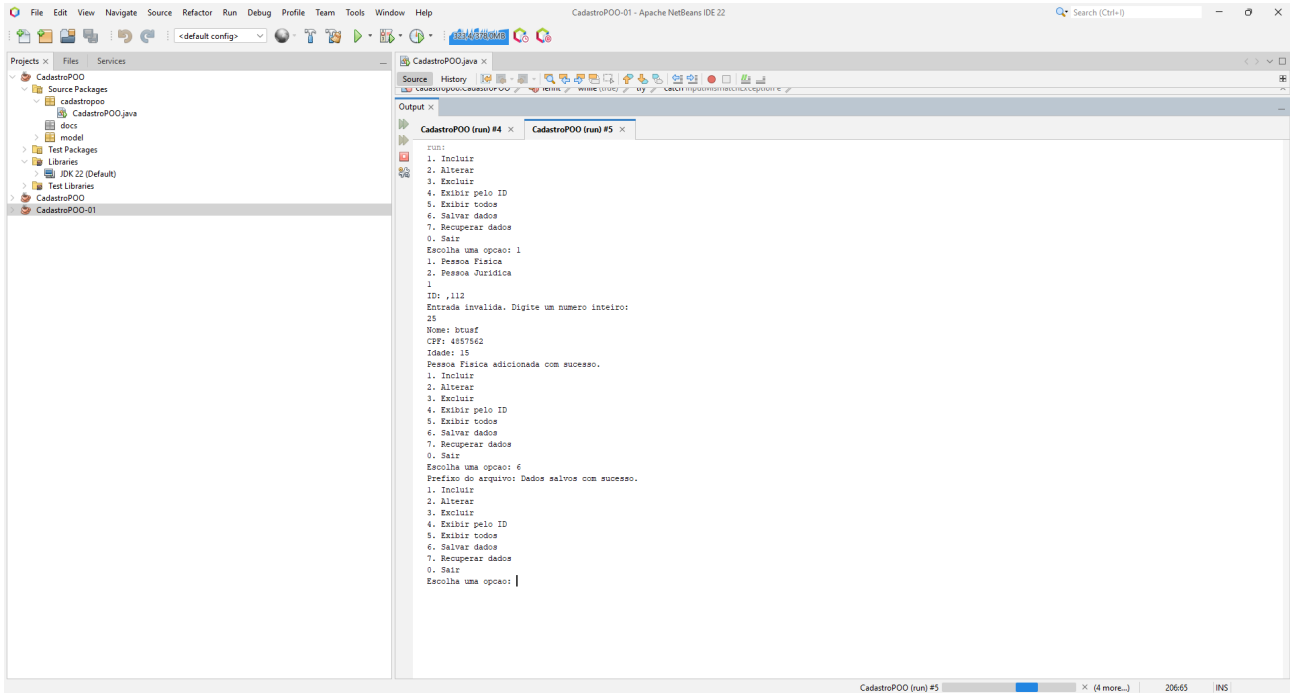 File Edit View Navigate Source Refactor Run Debug Profile Team Tools Window Help CadastroPOO-01 - Apache NetBeans IDE 22 Search (Ctrl+I)
<default config>
Projects Files Services
CadastroPOO
Source Packages
cadastropoo
CadastroPOO.java
docs
model
Test Packages
Libraries
JDK 22 (Default)
Test Libraries
CadastroPOO
CadastroPOO-01
CadastroPOO.java
Source History
Output
CadastroPOO (run) #4 CadastroPOO (run) #5
run:
1. Incluir
2. Alterar
3. Excluir
4. Exibir pelo ID
5. Exibir todos
6. Salvar dados
7. Recuperar dados
0. Sair
Escolha uma opcao: 1
1. Pessoa Fisica
2. Pessoa Juridica
1
ID: ,112
Entrada invalida. Digite um numero inteiro:
25
Nome: btusf
CPF: 4857562
Idade: 15
Pessoa Fisica adicionada com sucesso.
1. Incluir
2. Alterar
3. Excluir
4. Exibir pelo ID
5. Exibir todos
6. Salvar dados
7. Recuperar dados
0. Sair
Escolha uma opcao: 6
Prefixo do arquivo: Dados salvos com sucesso.
1. Incluir
2. Alterar
3. Excluir
4. Exibir pelo ID
5. Exibir todos
6. Salvar dados
7. Recuperar dados
0. Sair
Escolha uma opcao:
CadastroPOO (run) #5 (4 more...) 206:65 INS